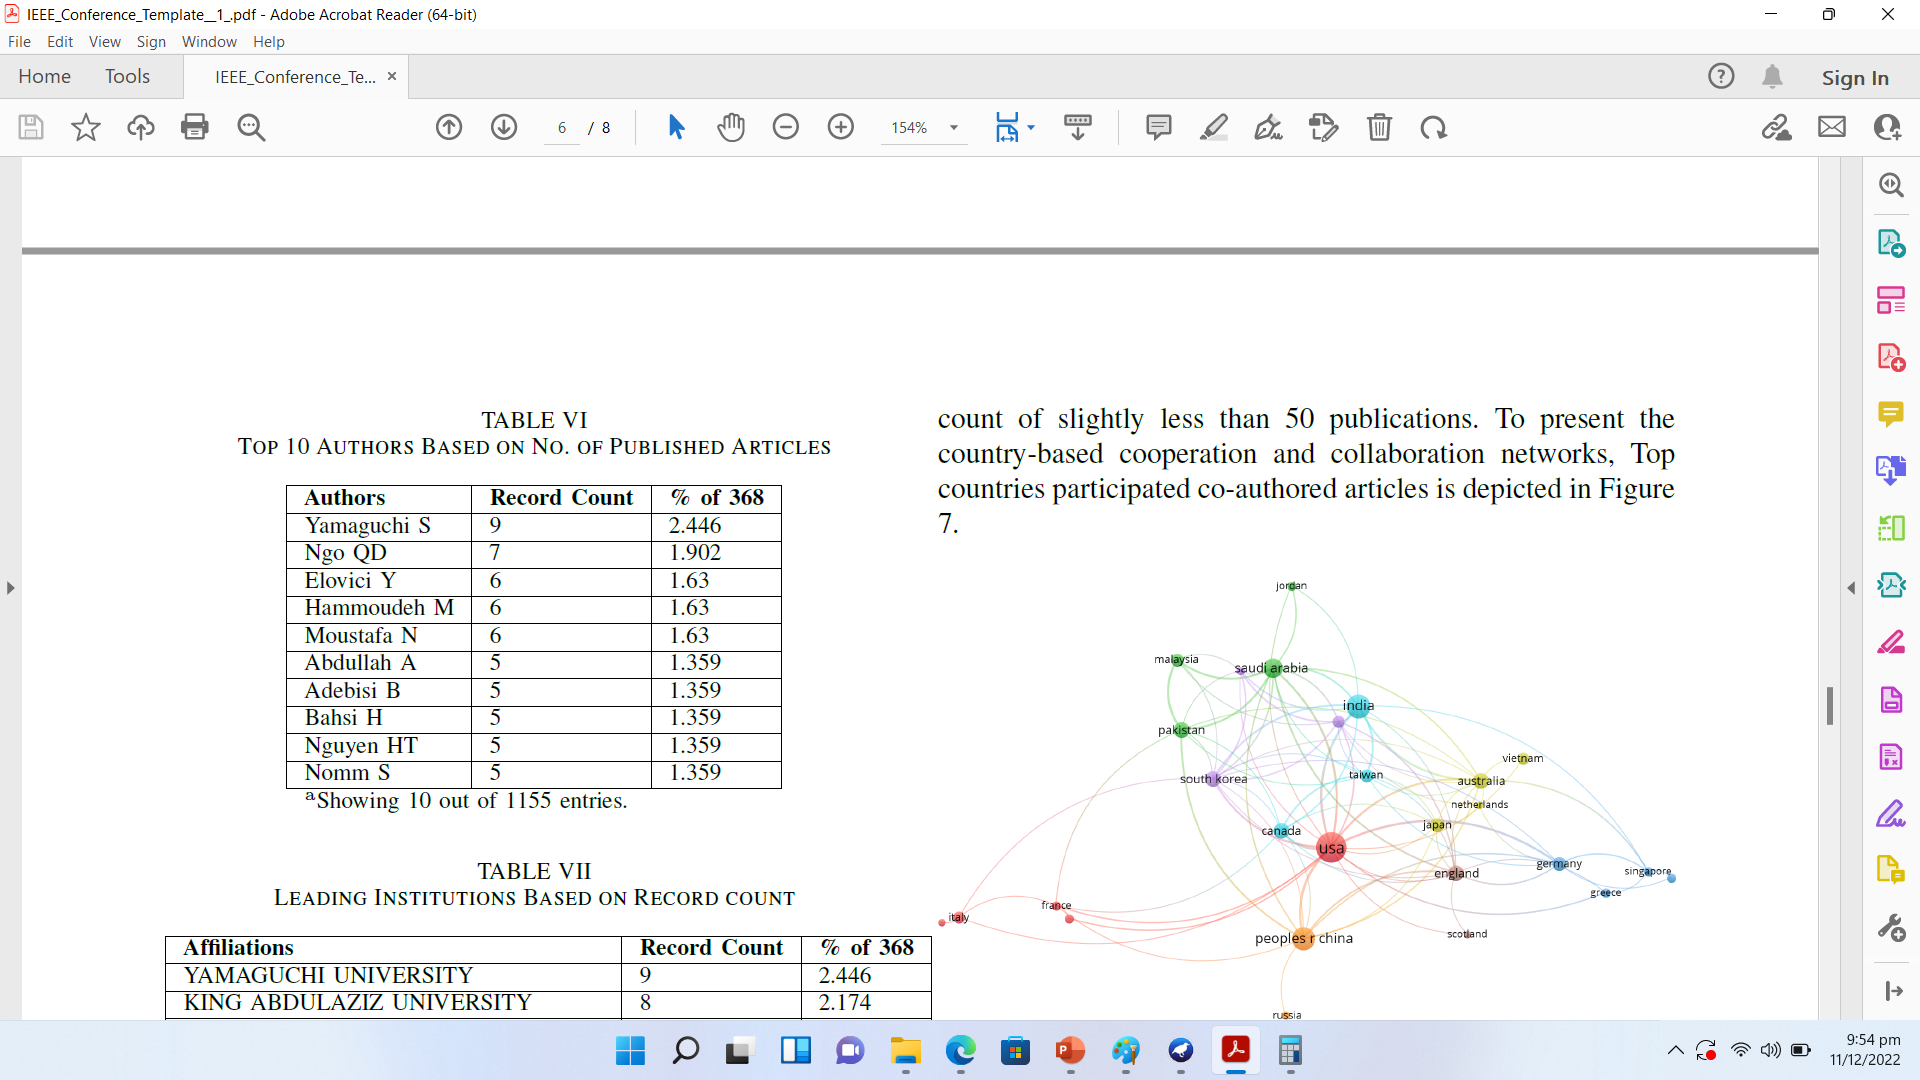 IEEE_Conference_Template__1_.pdf - Adobe Acrobat Reader (64-bit)
File Edit View Sign Window Help
Home Tools IEEE_Conference_Te... × Sign In
6 / 8 154%
TABLE VI
TOP 10 AUTHORS BASED ON NO. OF PUBLISHED ARTICLES
Authors Record Count % of 368
Yamaguchi S 9 2.446
Ngo QD 7 1.902
Elovici Y 6 1.63
Hammoudeh M 6 1.63
Moustafa N 6 1.63
Abdullah A 5 1.359
Adebisi B 5 1.359
Bahsi H 5 1.359
Nguyen HT 5 1.359
Nomm S 5 1.359
aShowing 10 out of 1155 entries.
TABLE VII
LEADING INSTITUTIONS BASED ON RECORD COUNT
Affiliations Record Count % of 368
YAMAGUCHI UNIVERSITY 9 2.446
KING ABDULAZIZ UNIVERSITY 8 2.174
count of slightly less than 50 publications. To present the
country-based cooperation and collaboration networks, Top
countries participated co-authored articles is depicted in Figure
7.
jordan
malaysia
saudi arabia
india
pakistan
vietnam
south korea
taiwan
australia
netherlands
japan
canada
usa
germany
england
singapore
greece
france
italy
scotland
peoples r china
russia
9:54 pm
11/12/2022